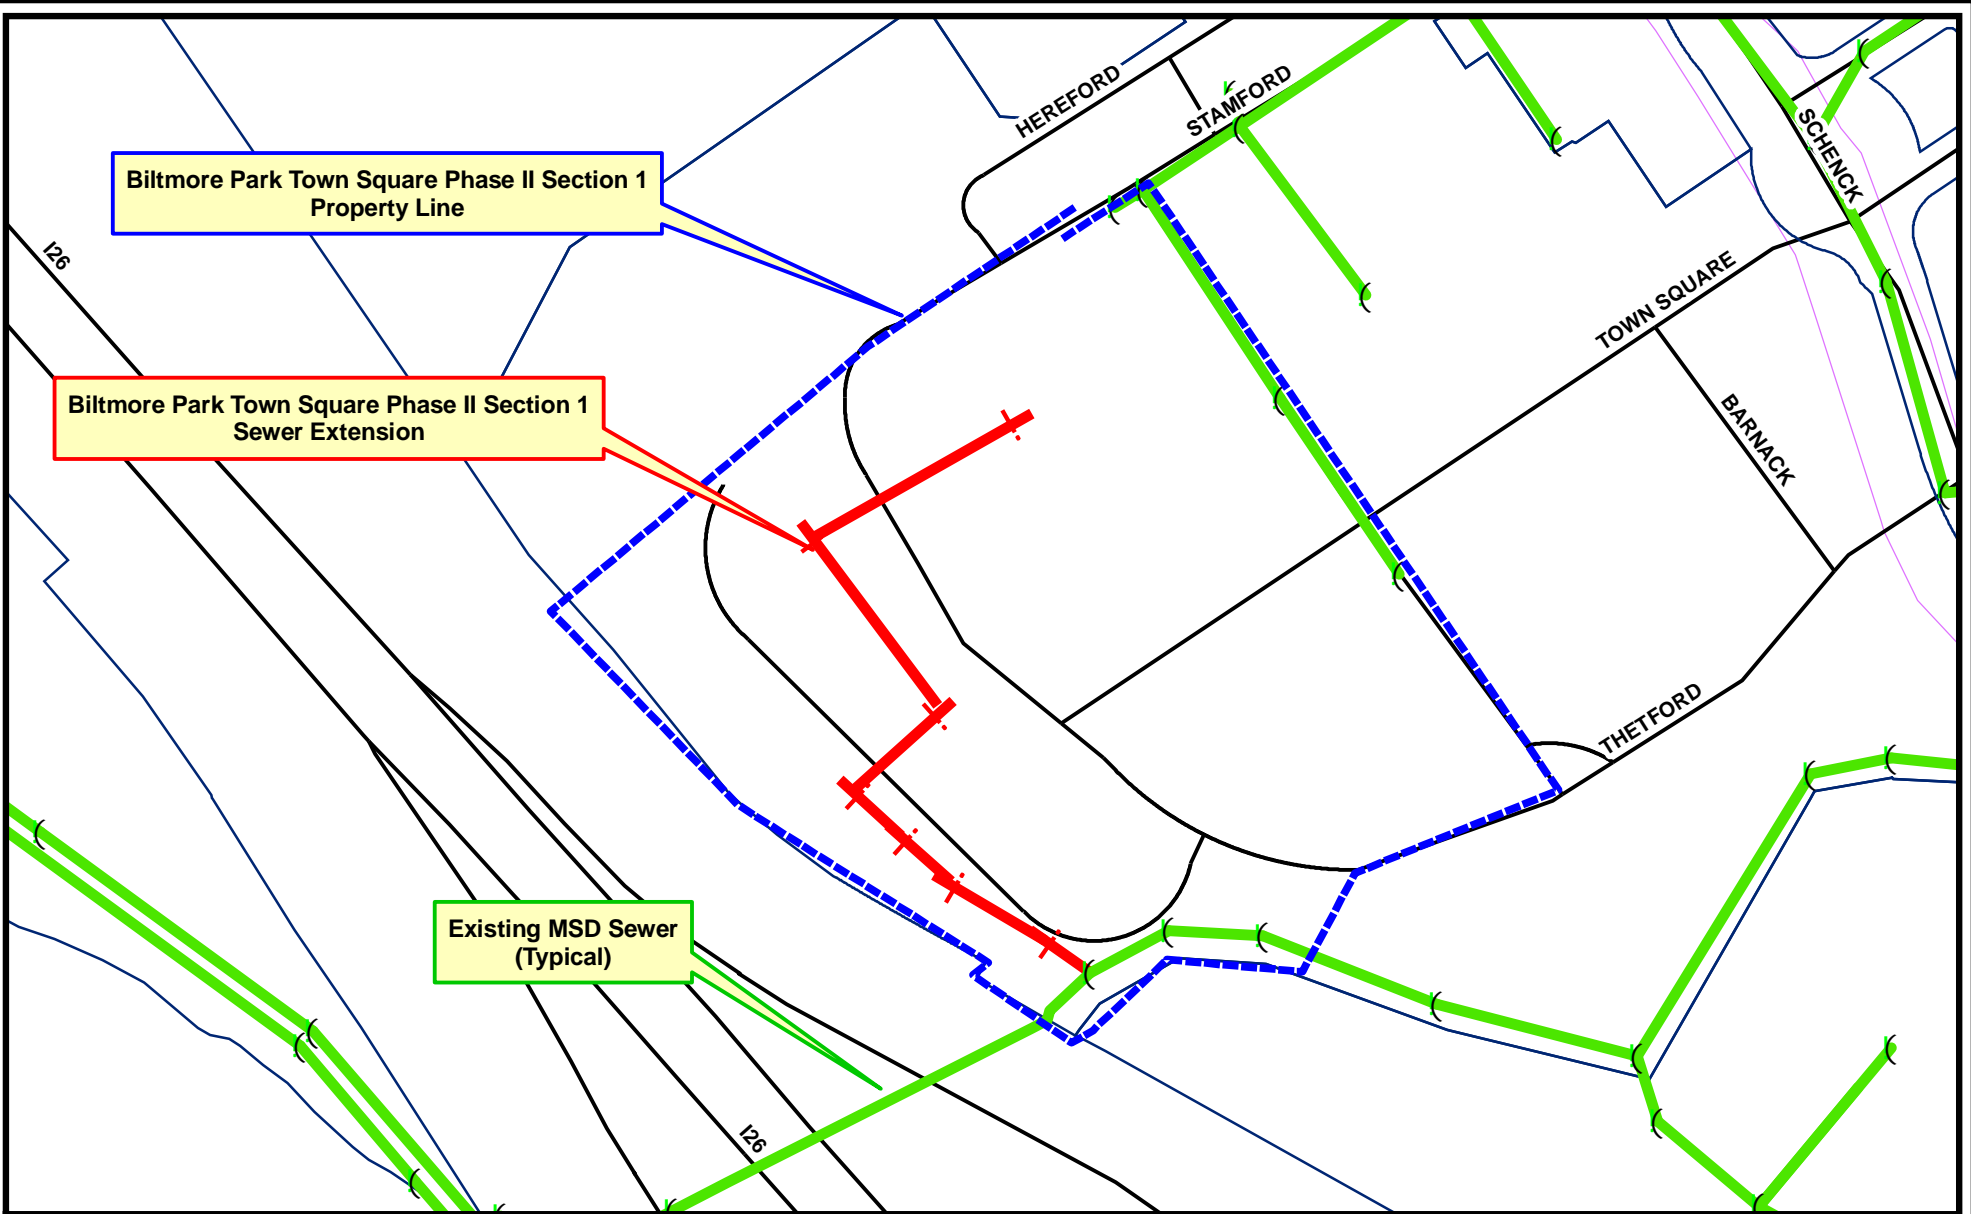 HEREFORD
STAMFORD
SCHENCK
Biltmore Park Town Square Phase II Section 1
Property Line
I26
TOWN SQUARE
Biltmore Park Town Square Phase II Section 1
Sewer Extension
BARNACK
THETFORD
Existing MSD Sewer
(Typical)
I26